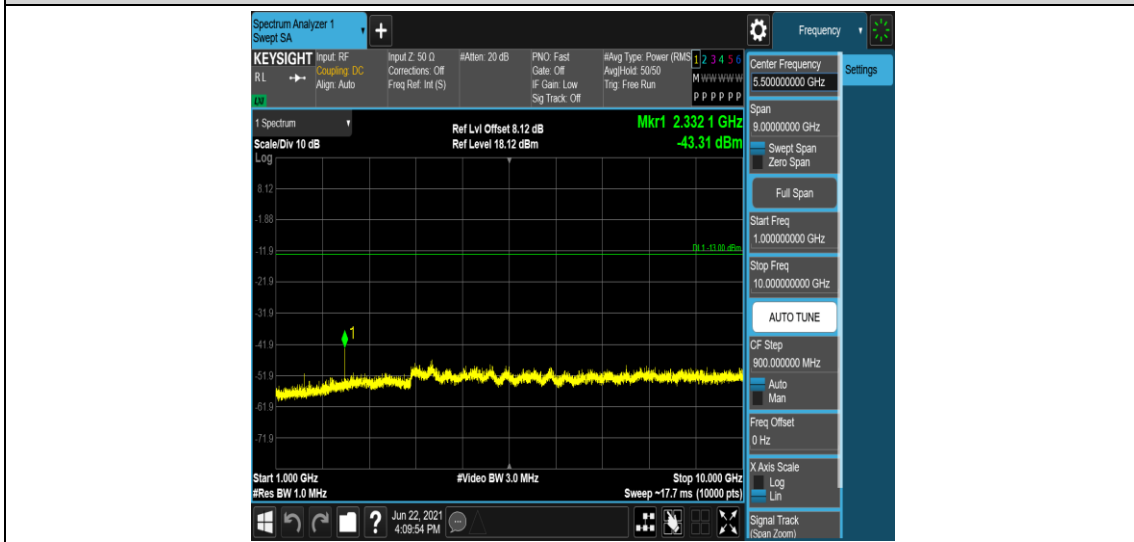 Spectrum Analyzer 1
Swept SA
+
Frequency
KEYSIGHT
RL
LXI
Input: RF
Coupling: DC
Align: Auto
Input Z: 50 Ω
Corrections: Off
Freq Ref: Int (S)
#Atten: 20 dB
PNO: Fast
Gate: Off
IF Gain: Low
Sig Track: Off
#Avg Type: Power (RMS
Avg|Hold: 50/50
Trig: Free Run
1 2 3 4 5 6
M W W W W W
P P P P P P
1 Spectrum
Scale/Div 10 dB
Log
Ref Lvl Offset 8.12 dB
Ref Level 18.12 dBm
Mkr1 2.332 1 GHz
-43.31 dBm
8.12
-1.88
-11.9
DL1 -13.00 dBm
-21.9
-31.9
1
-41.9
-51.9
-61.9
-71.9
Start 1.000 GHz
#Res BW 1.0 MHz
#Video BW 3.0 MHz
Stop 10.000 GHz
Sweep ~17.7 ms (10000 pts)
Jun 22, 2021
4:09:54 PM
?
Center Frequency
5.500000000 GHz
Settings
Span
9.00000000 GHz
Swept Span
Zero Span
Full Span
Start Freq
1.000000000 GHz
Stop Freq
10.000000000 GHz
AUTO TUNE
CF Step
900.000000 MHz
Auto
Man
Freq Offset
0 Hz
X Axis Scale
Log
Lin
Signal Track
(Span Zoom)